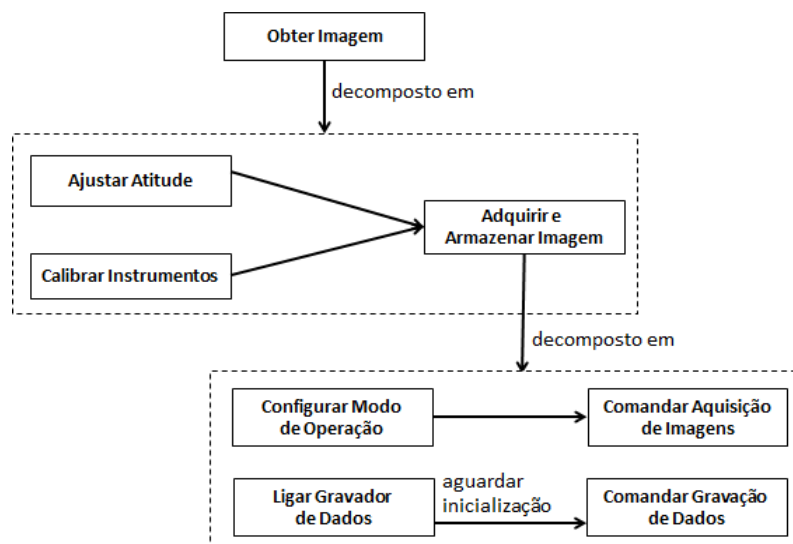 Obter Imagem
decomposto em
Ajustar Atitude
Adquirir e
Armazenar Imagem
Calibrar Instrumentos
decomposto em
Configurar Modo
de Operação
Comandar Aquisição
de Imagens
Ligar Gravador
de Dados
aguardar
inicialização
Comandar Gravação
de Dados